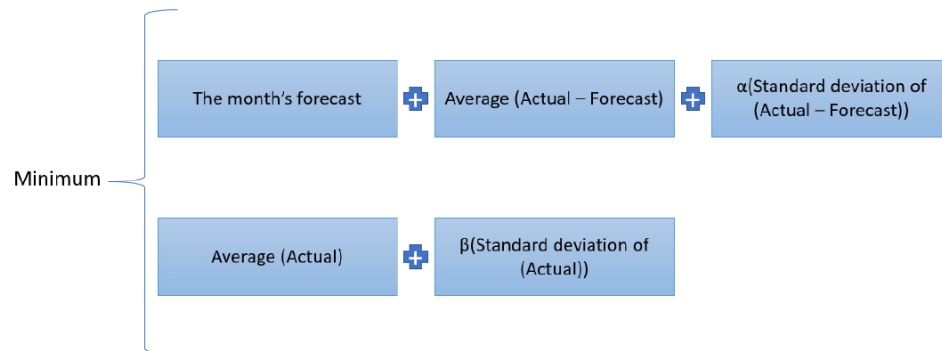 The month's forecast
Average (Actual – Forecast)
α(Standard deviation of
(Actual – Forecast))
Minimum
Average (Actual)
β(Standard deviation of
(Actual))